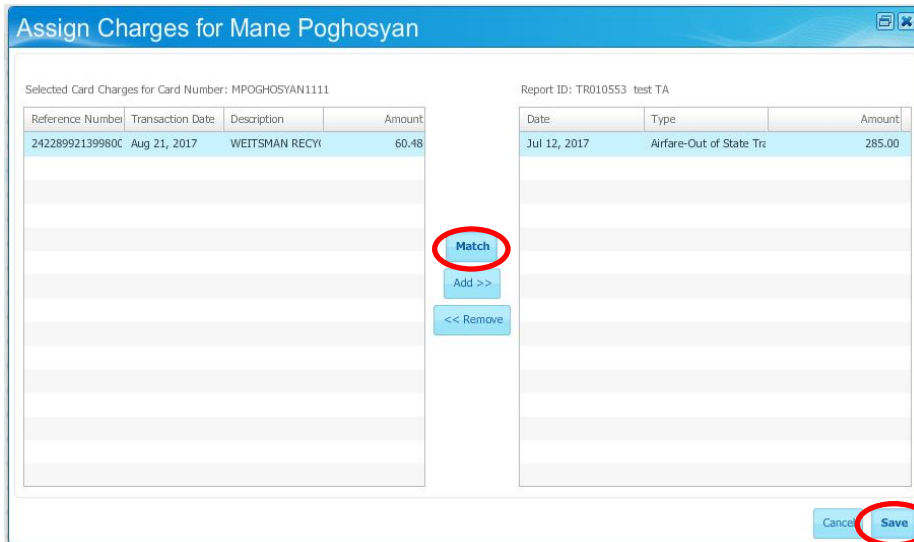 Assign Charges for Mane Poghosyan
Selected Card Charges for Card Number: MPOGHOSYAN1111
Report ID: TR010553 test TA
Reference Number Transaction Date Description Amount
Date Type Amount
24228992139980C Aug 21, 2017 WEITSMAN RECY( 60.48
Jul 12, 2017 Airfare-Out of State Tra 285.00
Match
Add >>
<< Remove
Cancel Save